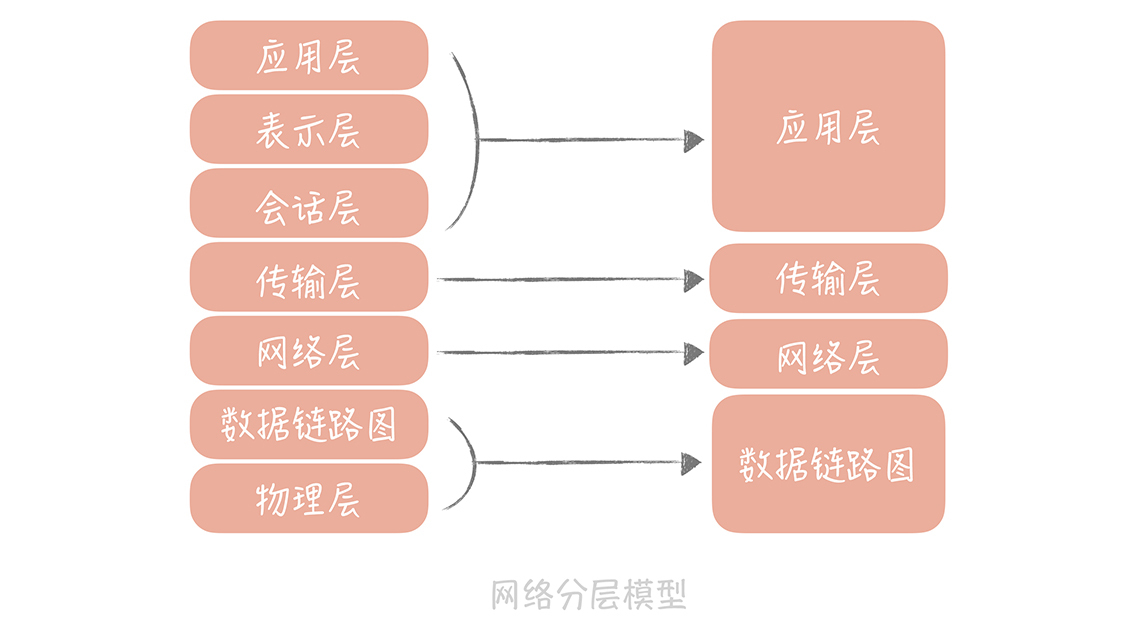 应用层
表示层
会话层
传输层
网络层
数据链路图
物理层
应用层
传输层
网络层
数据链路图
网络分层模型